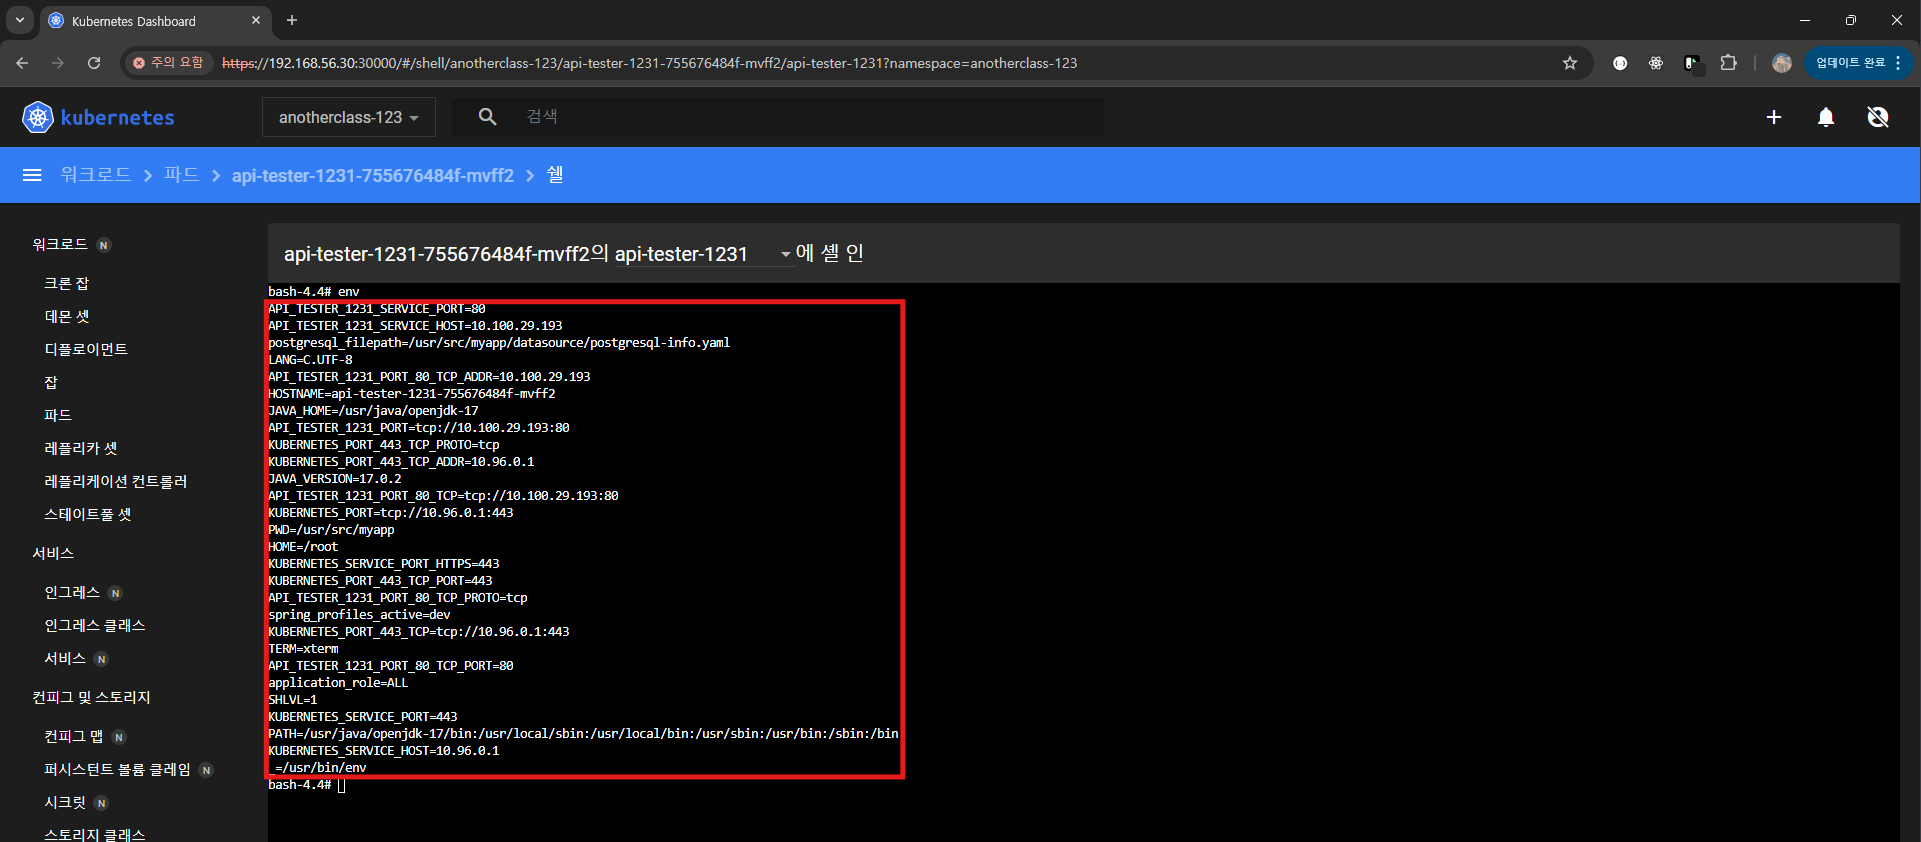 Kubernetes Dashboard
주의 요함 https://192.168.56.30:30000/#/shell/anotherclass-123/api-tester-1231-755676484f-mvff2/api-tester-1231?namespace=anotherclass-123
업데이트 완료
kubernetes
anotherclass-123
검색
워크로드 > 파드 > api-tester-1231-755676484f-mvff2 > 쉘
워크로드 N
크론 잡
데몬 셋
디플로이먼트
잡
파드
레플리카 셋
레플리케이션 컨트롤러
스테이트풀 셋
서비스
인그레스 N
인그레스 클래스
서비스 N
컨피그 및 스토리지
컨피그 맵 N
퍼시스턴트 볼륨 클레임 N
시크릿 N
스토리지 클래스
api-tester-1231-755676484f-mvff2의 api-tester-1231 에 셸 인
bash-4.4# env
API_TESTER_1231_SERVICE_PORT=80
API_TESTER_1231_SERVICE_HOST=10.100.29.193
postgresql_filepath=/usr/src/myapp/datasource/postgresql-info.yaml
LANG=C.UTF-8
API_TESTER_1231_PORT_80_TCP_ADDR=10.100.29.193
HOSTNAME=api-tester-1231-755676484f-mvff2
JAVA_HOME=/usr/java/openjdk-17
API_TESTER_1231_PORT=tcp://10.100.29.193:80
KUBERNETES_PORT_443_TCP_PROTO=tcp
KUBERNETES_PORT_443_TCP_ADDR=10.96.0.1
JAVA_VERSION=17.0.2
API_TESTER_1231_PORT_80_TCP=tcp://10.100.29.193:80
KUBERNETES_PORT=tcp://10.96.0.1:443
PWD=/usr/src/myapp
HOME=/root
KUBERNETES_SERVICE_PORT_HTTPS=443
KUBERNETES_PORT_443_TCP_PORT=443
API_TESTER_1231_PORT_80_TCP_PROTO=tcp
spring_profiles_active=dev
KUBERNETES_PORT_443_TCP=tcp://10.96.0.1:443
TERM=xterm
API_TESTER_1231_PORT_80_TCP_PORT=80
application_role=ALL
SHLVL=1
KUBERNETES_SERVICE_PORT=443
PATH=/usr/java/openjdk-17/bin:/usr/local/sbin:/usr/local/bin:/usr/sbin:/usr/bin:/sbin:/bin
KUBERNETES_SERVICE_HOST=10.96.0.1
_=/usr/bin/env
bash-4.4#